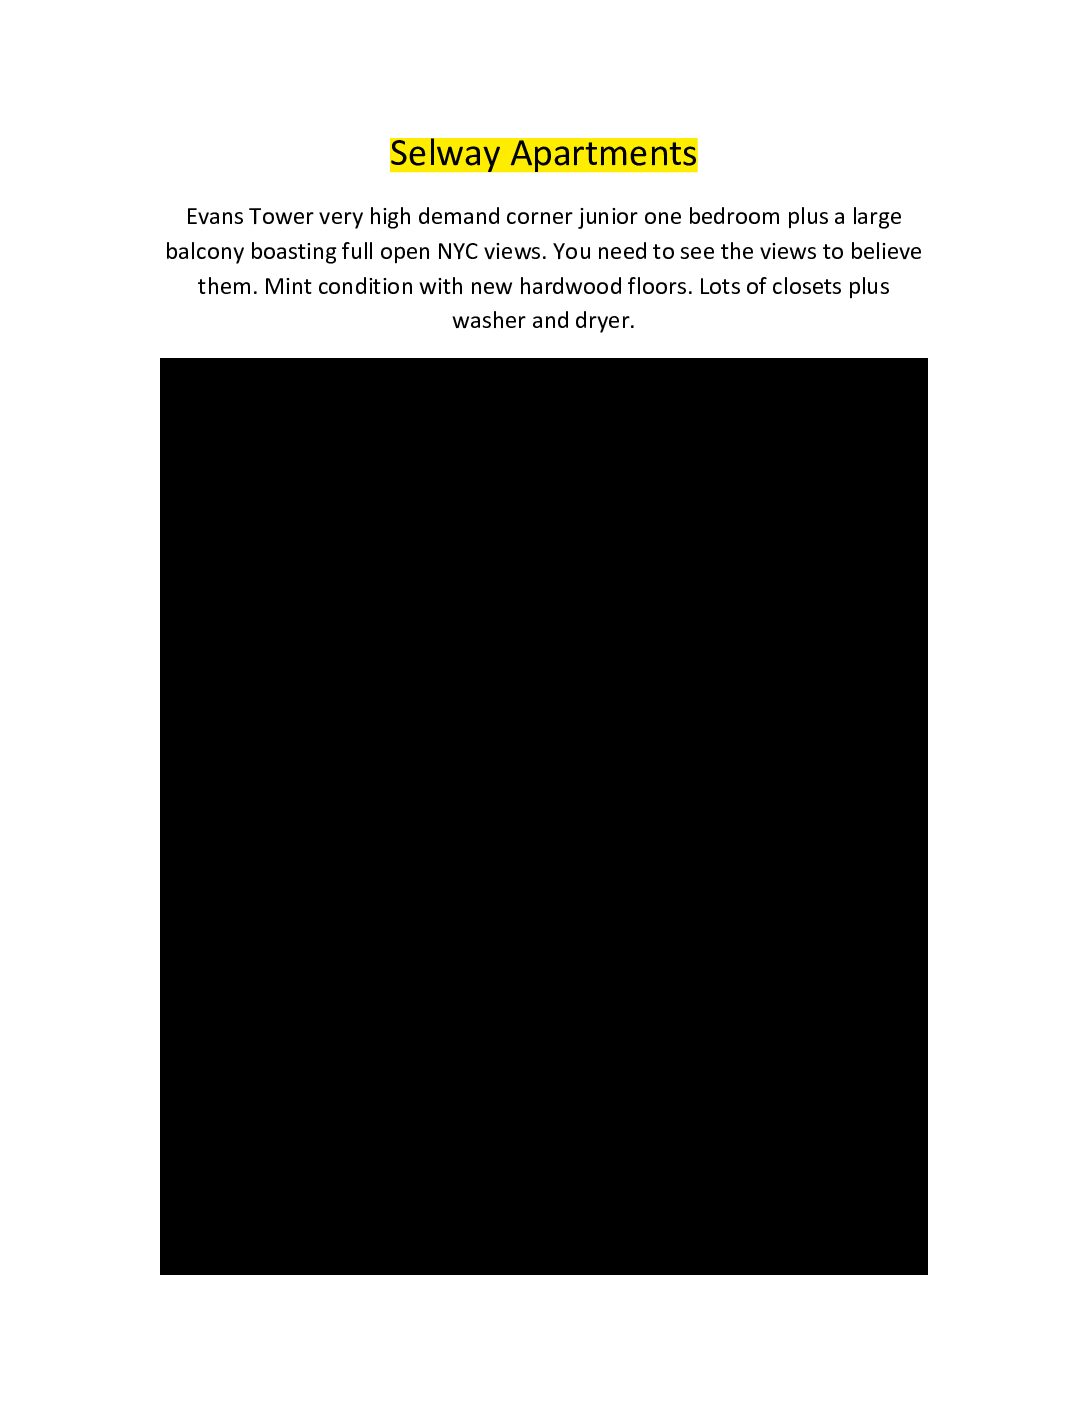 Selway Apartments
Evans Tower very high demand corner junior one bedroom plus a large
balcony boasting full open NYC views. You need to see the views to believe
them. Mint condition with new hardwood floors. Lots of closets plus
washer and dryer.